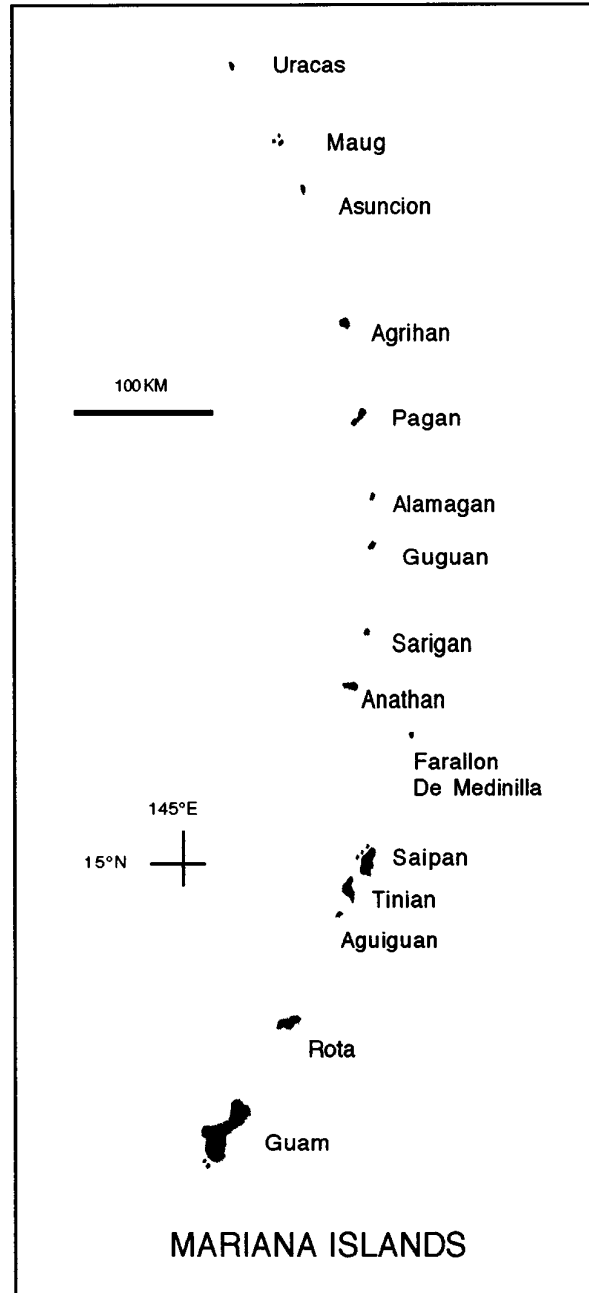 Uracas
Maug
Asuncion
Agrihan
100 KM
Pagan
Alamagan
Guguan
Sarigan
Anathan
Farallon
De Medinilla
145°E
15°N
Saipan
Tinian
Aguiguan
Rota
Guam
MARIANA ISLANDS